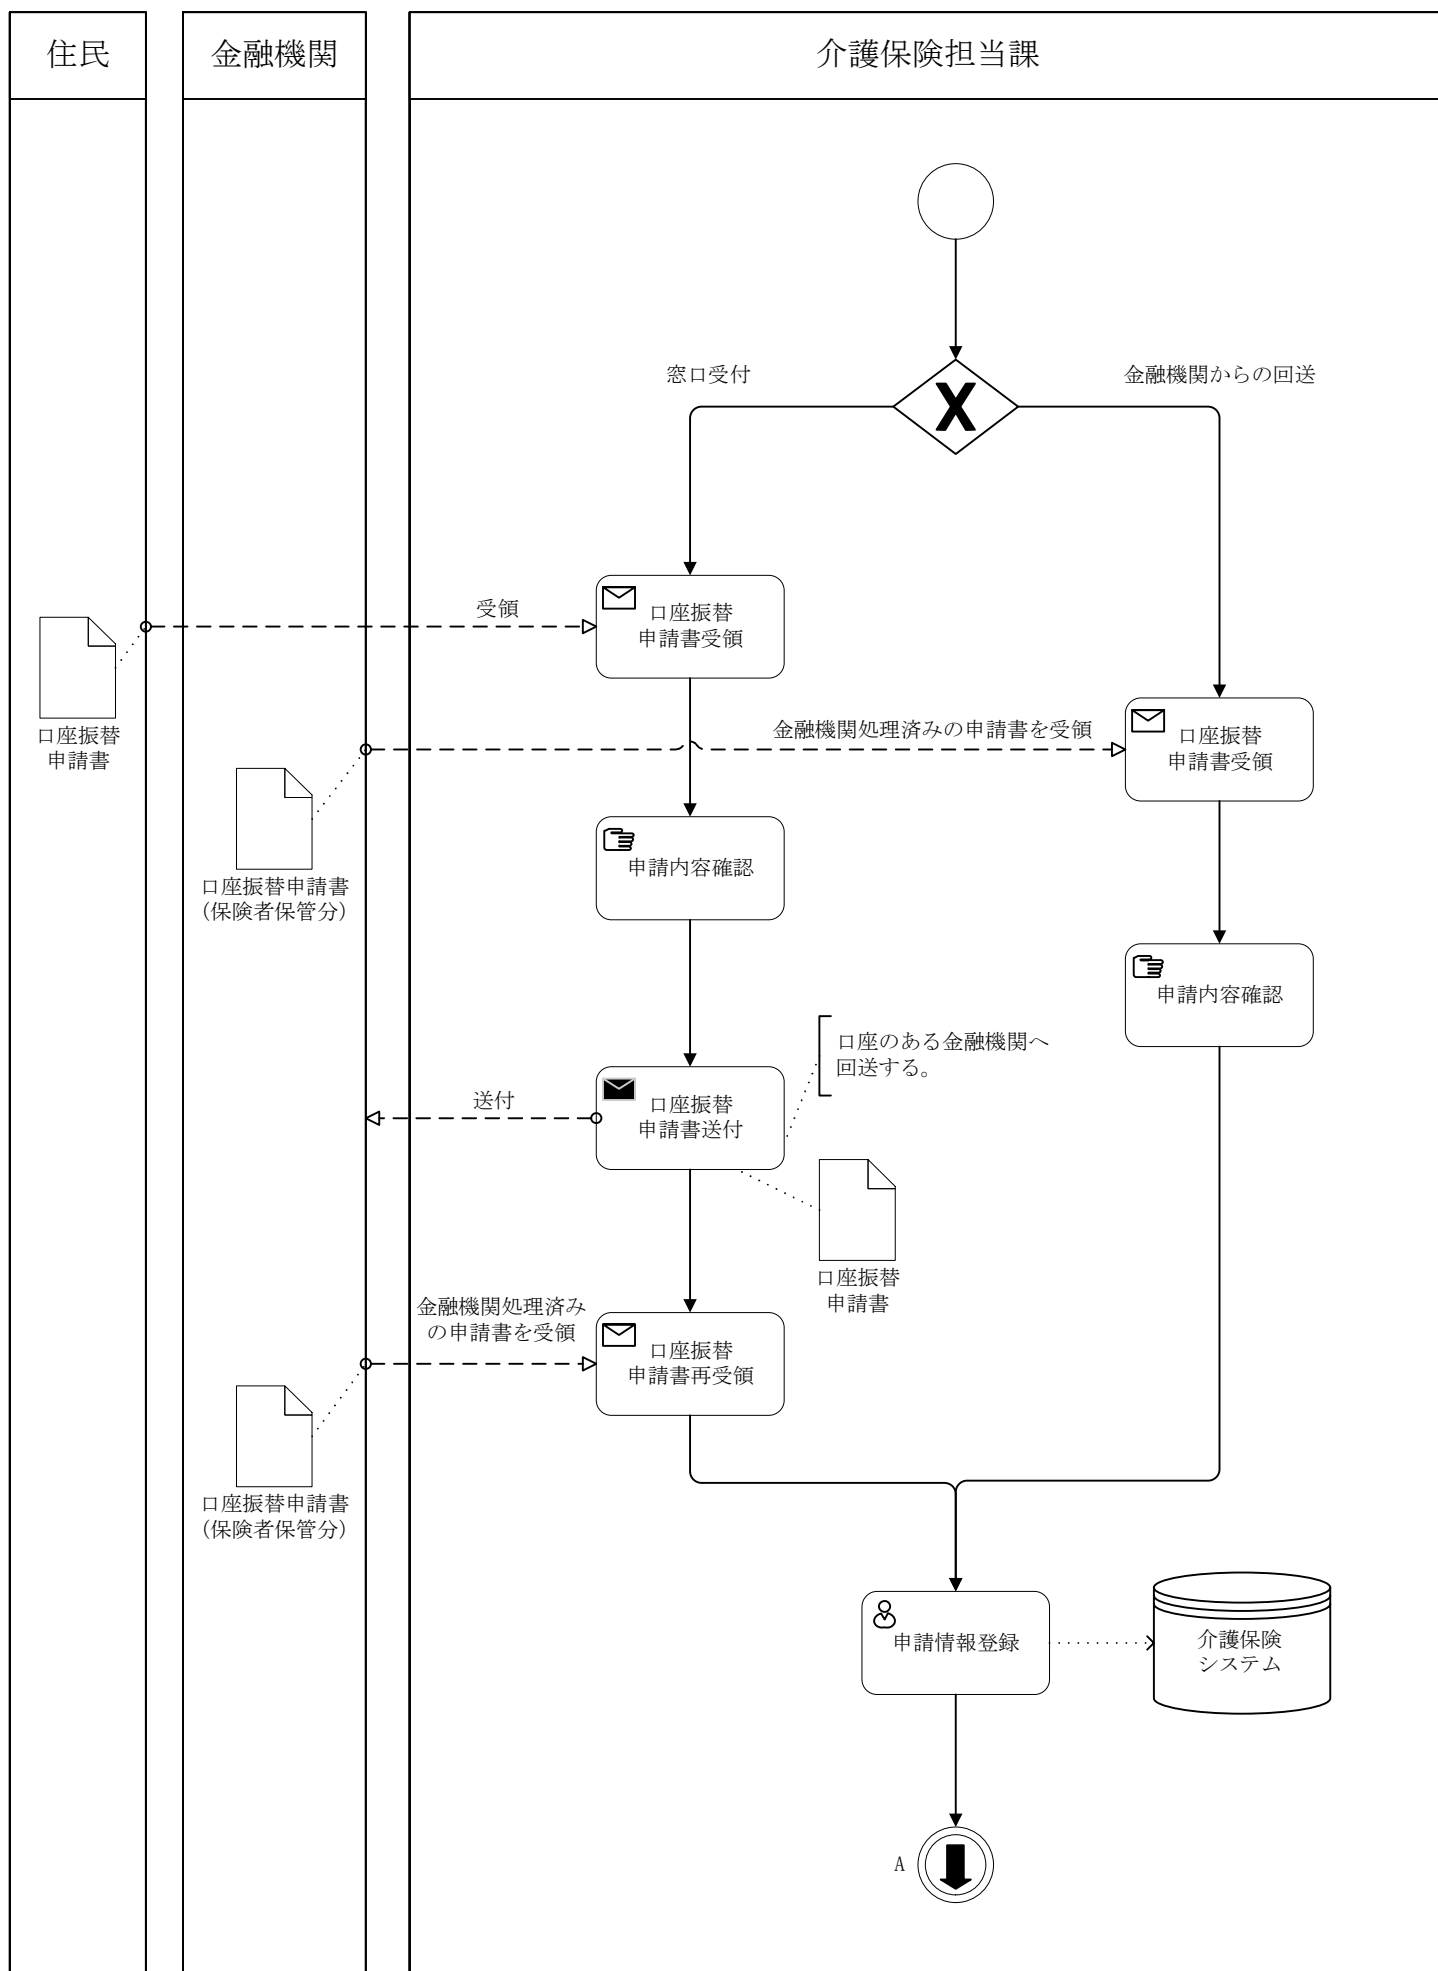 住民
金融機関
介護保険担当課
窓口受付
金融機関からの回送
受領
口座振替
申請書受領
口座振替
申請書
金融機関処理済みの申請書を受領
口座振替
申請書受領
口座振替申請書
(保険者保管分)
申請内容確認
申請内容確認
口座のある金融機関へ
回送する。
送付
口座振替
申請書送付
口座振替
申請書
金融機関処理済み
の申請書を受領
口座振替
申請書再受領
口座振替申請書
(保険者保管分)
申請情報登録
介護保険
システム
A